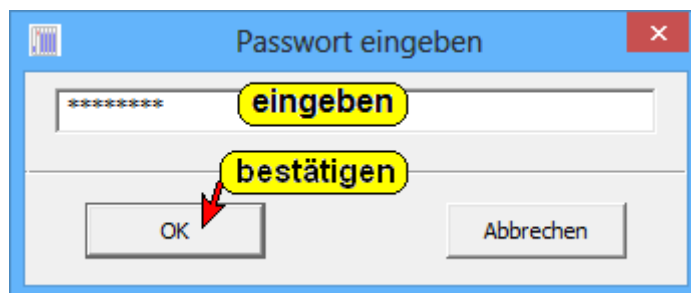 Passwort eingeben
******** eingeben
bestätigen
OK Abbrechen